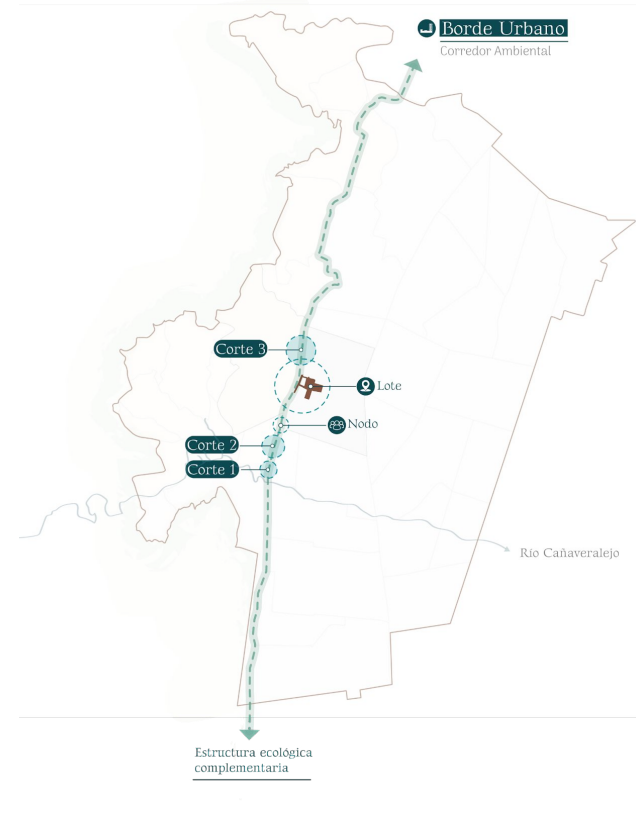 Borde Urbano
Corredor Ambiental
Corte 3
Lote
Nodo
Corte 2
Corte 1
Río Cañaveralejo
Estructura ecológica
complementaria